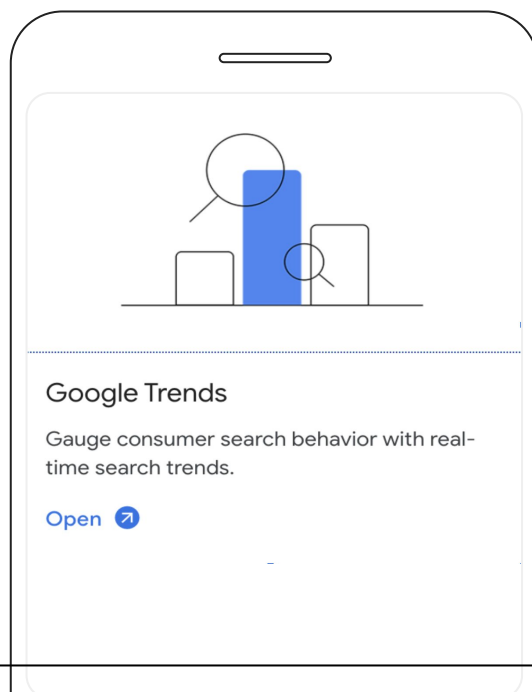 Google Trends
Gauge consumer search behavior with real-
time search trends.
Open